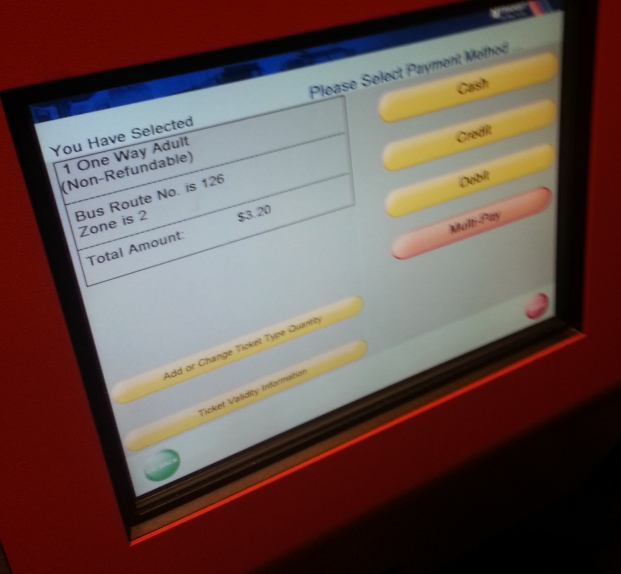 Please Select Payment Method
You Have Selected
1 One Way Adult
(Non-Refundable)
Bus Route No. is 126
Zone is 2
Total Amount: $3.20
Cash
Credit
Debit
Multi-Pay
Add or Change Ticket Type Quantity
Ticket Validity Information